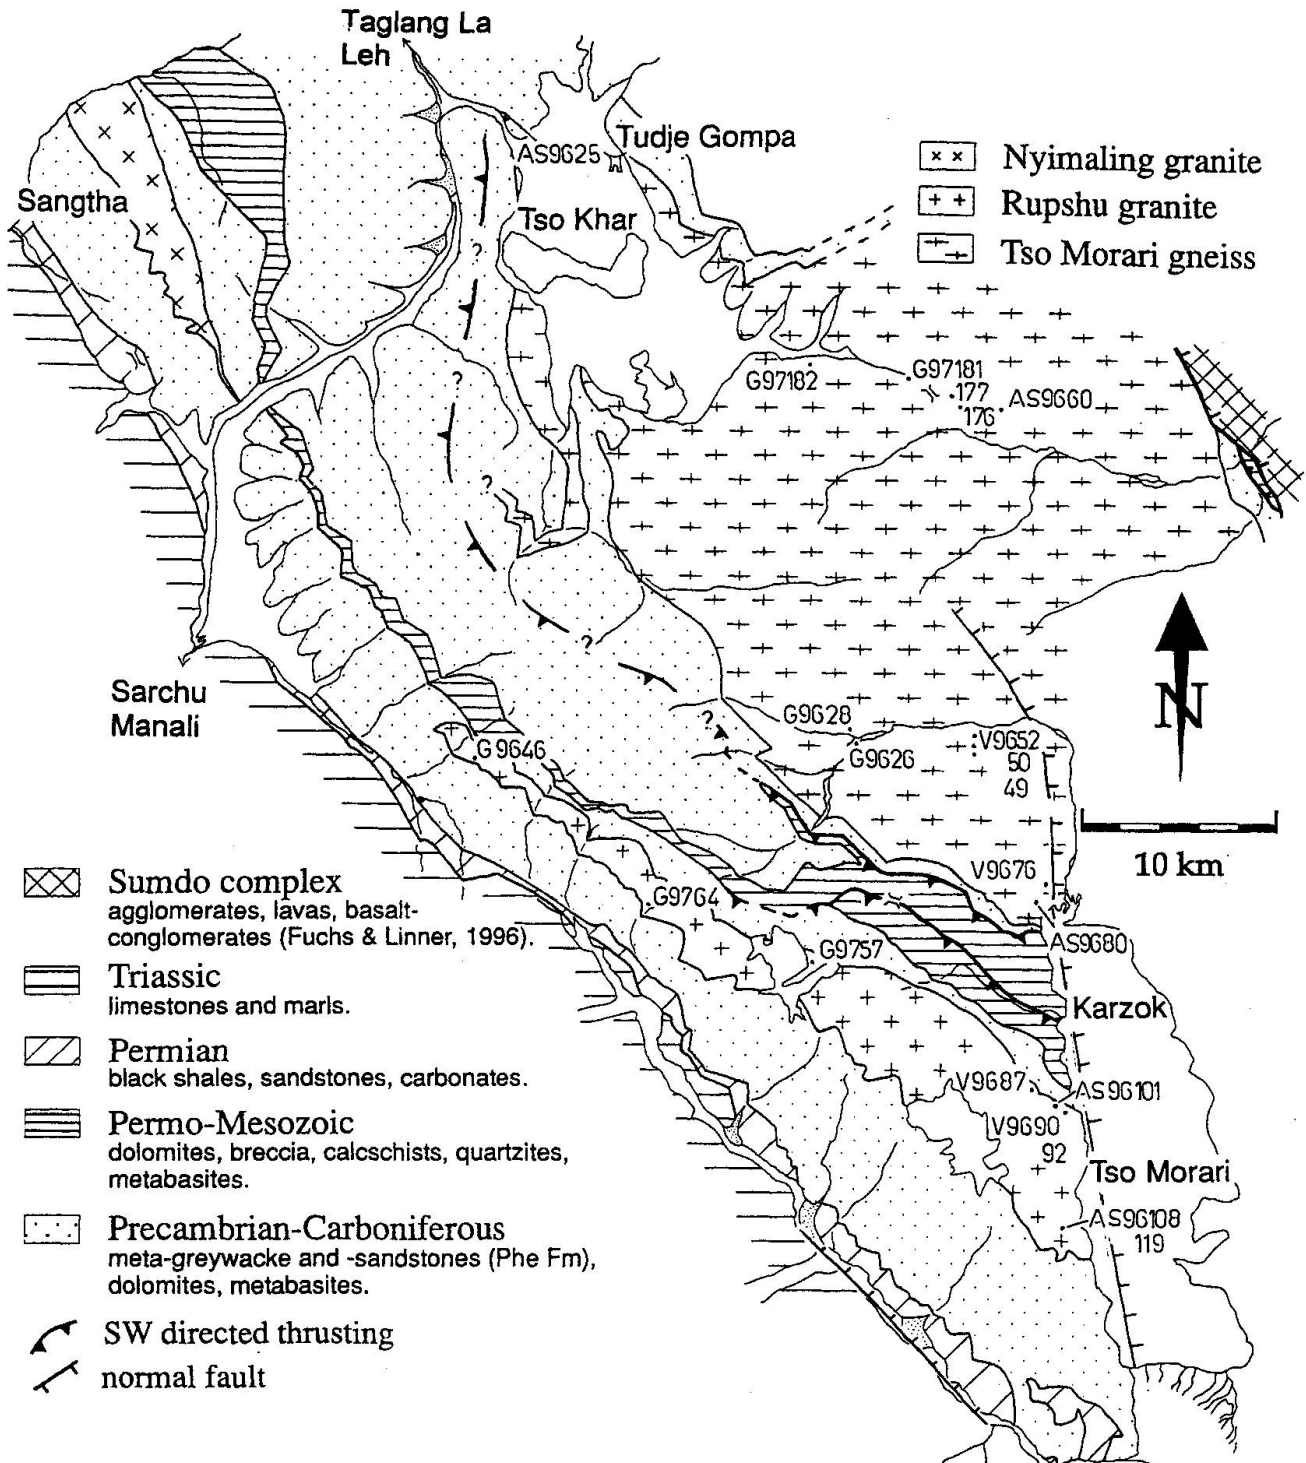 Taglang La
Leh
AS9625
Tudje Gompa
Sangtha
Tso Khar
?
?
?
?
?
?
Nyimaling granite
Rupshu granite
Tso Morari gneiss
G97182
G97181
177
176
AS9660
N
10 km
Sarchu
Manali
G9646
G9628
G9626
V9652
50
49
V9676
G9764
G9757
AS9680
Karzok
V9687
AS96101
V9690
92
Tso Morari
AS96108
119
Sumdo complex
agglomerates, lavas, basalt-
conglomerates (Fuchs & Linner, 1996).
Triassic
limestones and marls.
Permian
black shales, sandstones, carbonates.
Permo-Mesozoic
dolomites, breccia, calcschists, quartzites,
metabasites.
Precambrian-Carboniferous
meta-greywacke and -sandstones (Phe Fm),
dolomites, metabasites.
SW directed thrusting
normal fault